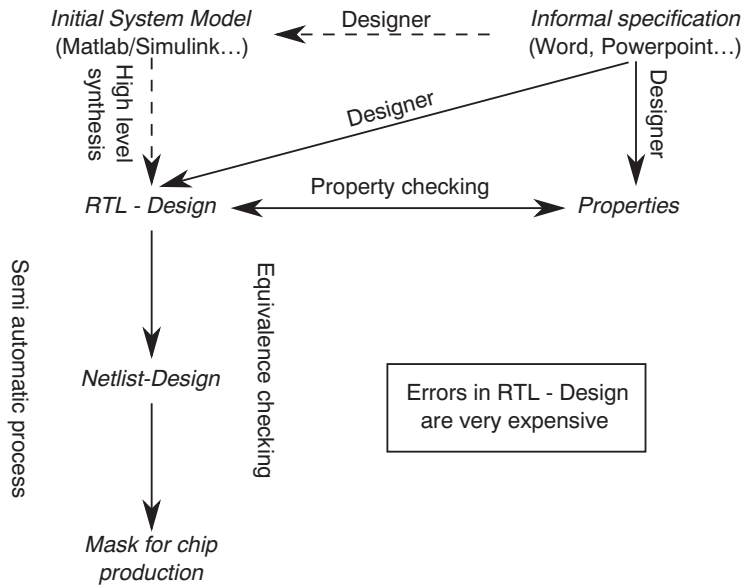 Initial System Model
(Matlab/Simulink…)
Designer
Informal specification
(Word, Powerpoint…)
High level
synthesis
Designer
Designer
RTL - Design
Property checking
Properties
Semi automatic process
Equivalence checking
Netlist-Design
Errors in RTL - Design
are very expensive
Mask for chip
production